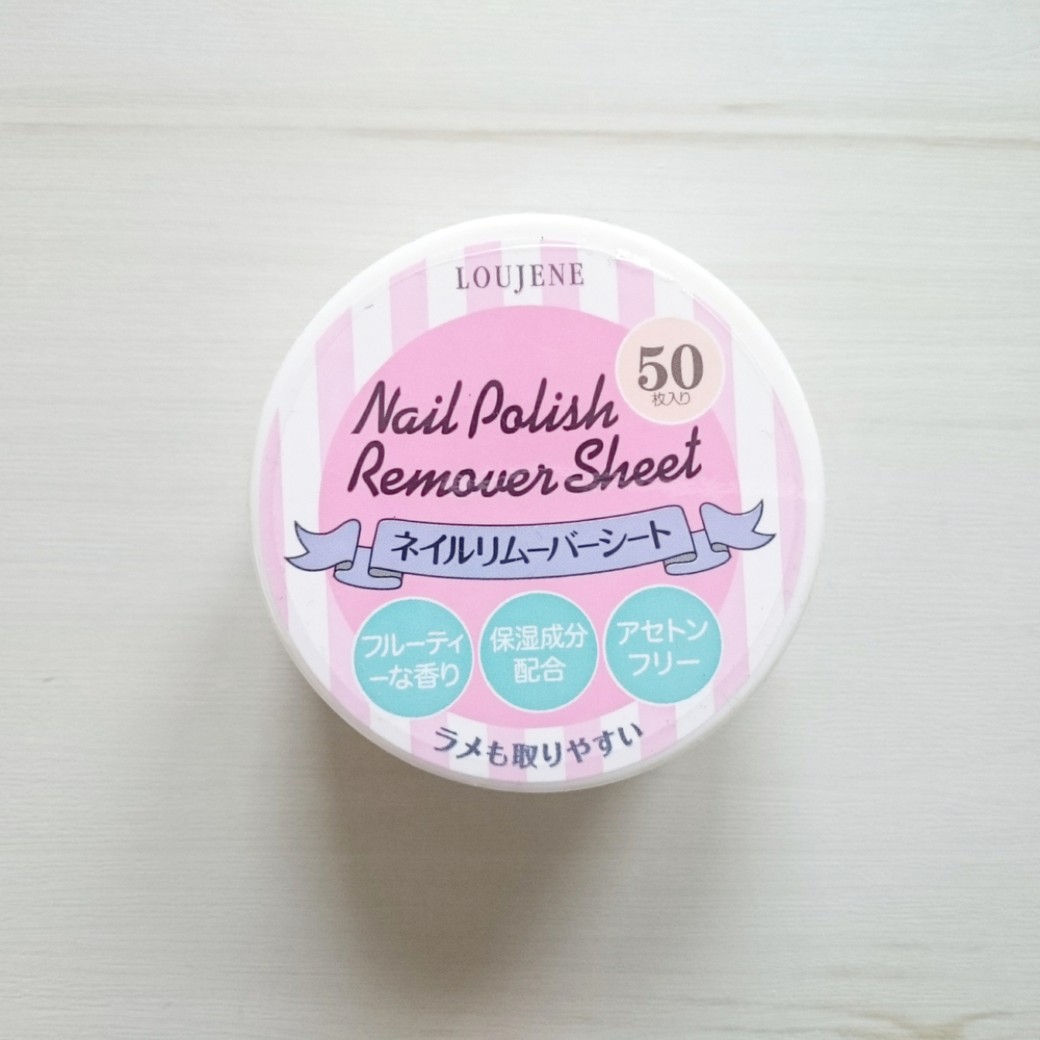 LOUJENE
50
枚入り
Nail Polish
Remover Sheet
ネイルリムーバーシート
フルーティ
ーな香り
保湿成分
配合
アセトン
フリー
ラメも取りやすい